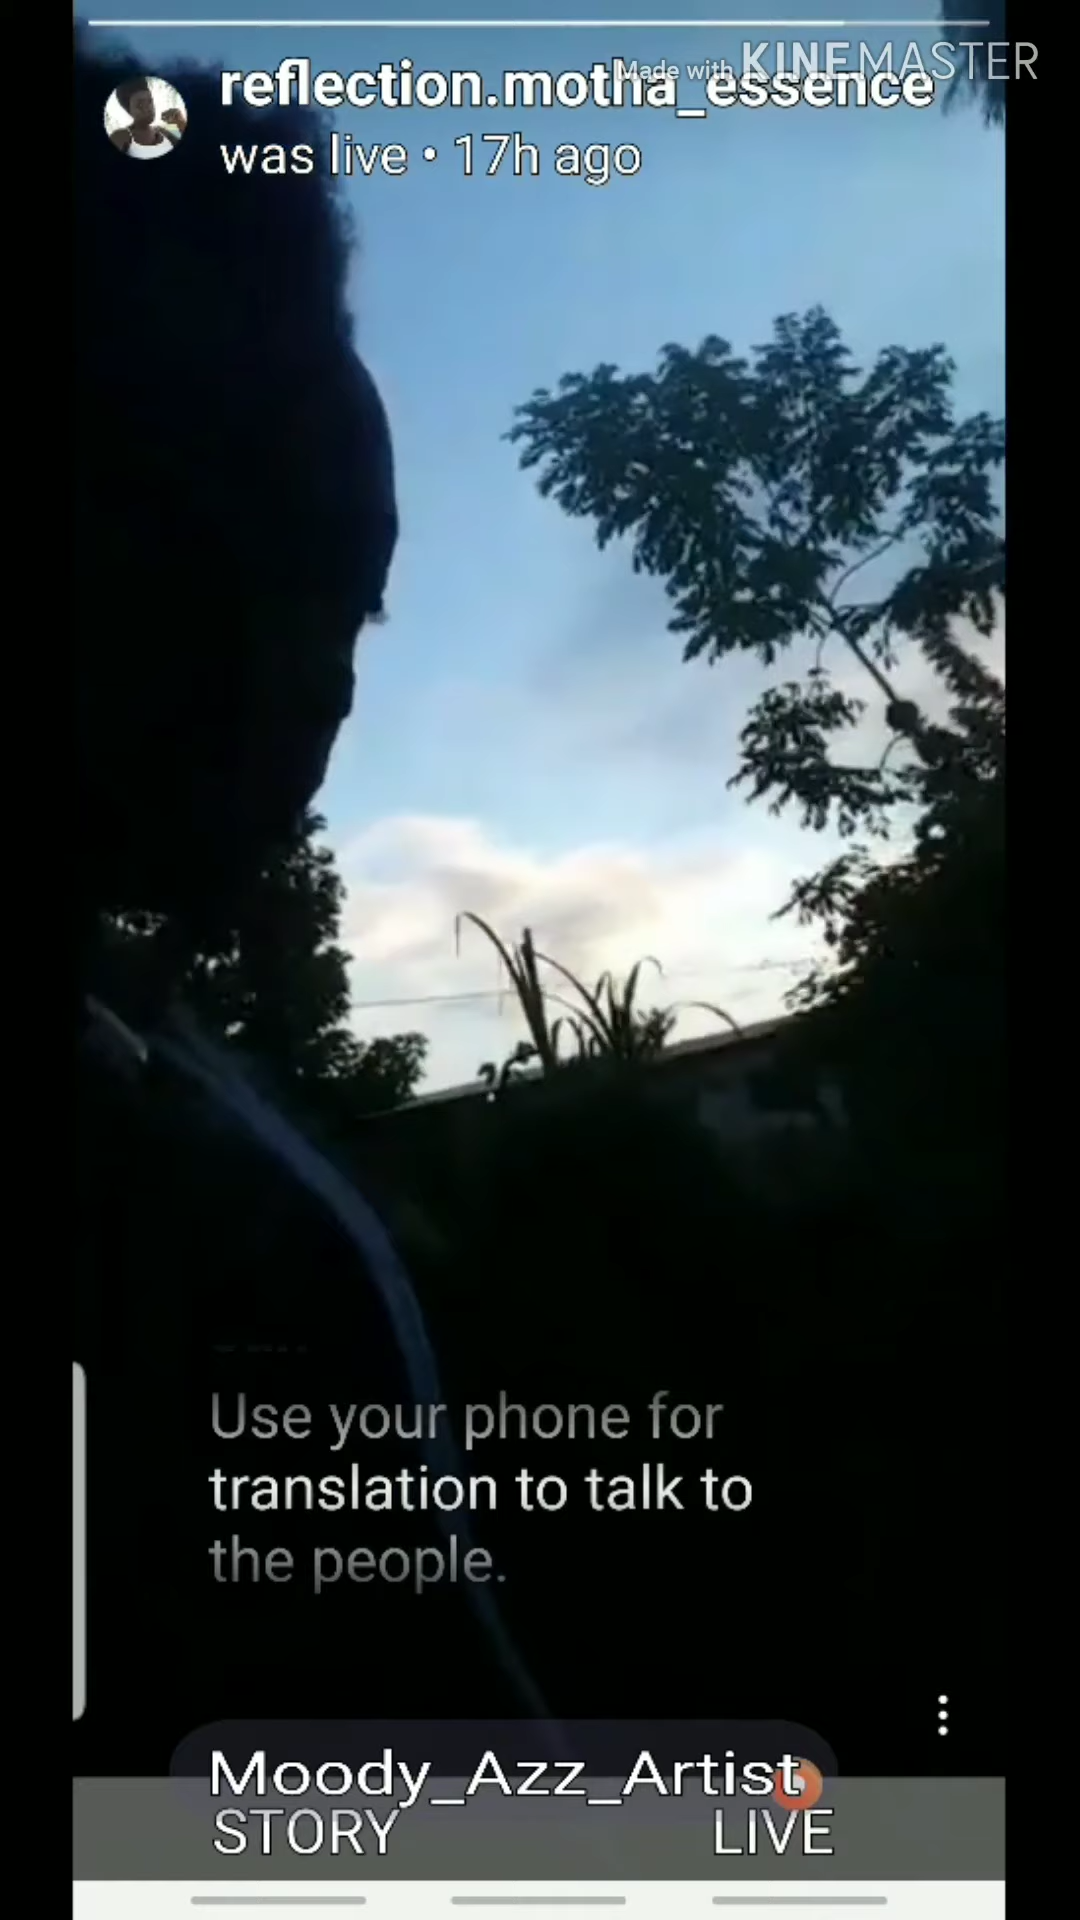 Made with KINEMASTER
reflection.motha_essence
was live • 17h ago
Use your phone for
translation to talk to
the people.
Moody_Azz_Artist
STORY
LIVE